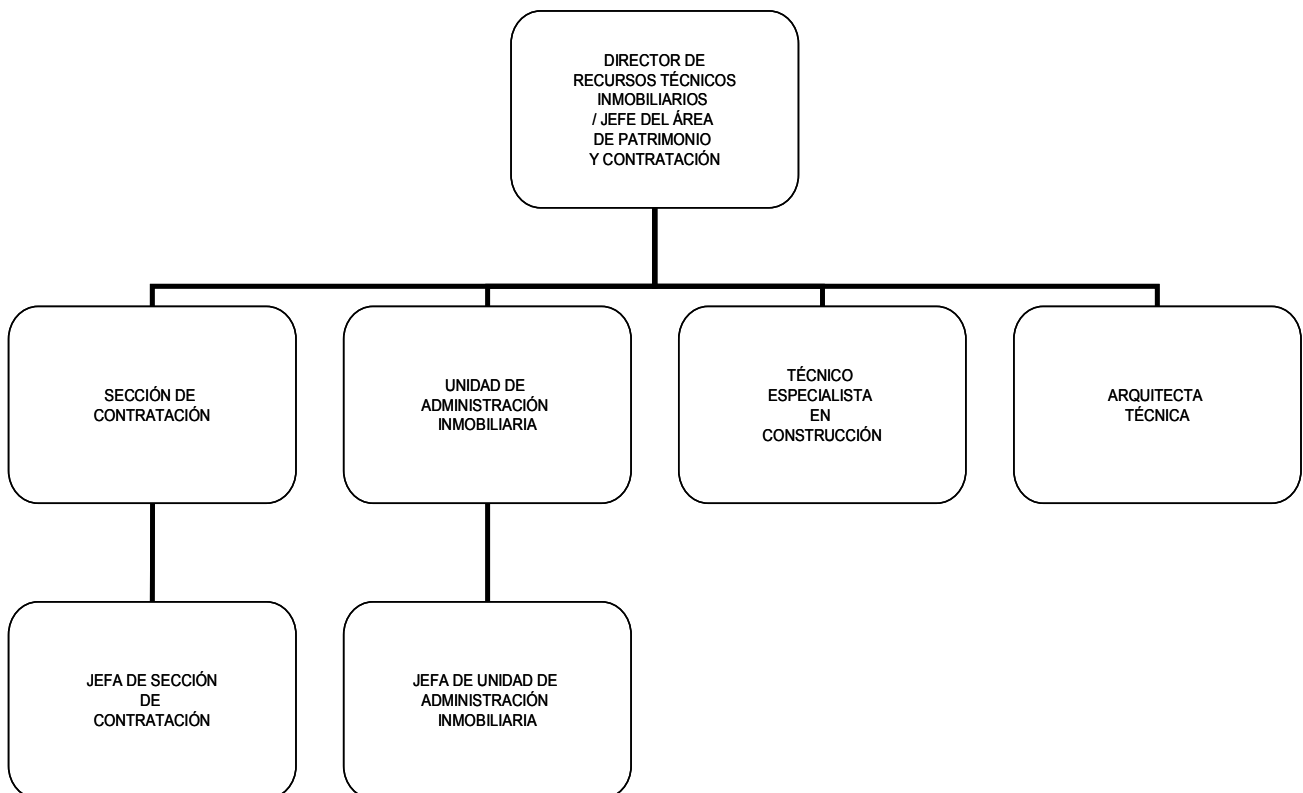 DIRECTOR DE
RECURSOS TÉCNICOS
INMOBILIARIOS
/ JEFE DEL ÁREA
DE PATRIMONIO
Y CONTRATACIÓN
SECCIÓN DE
CONTRATACIÓN
UNIDAD DE
ADMINISTRACIÓN
INMOBILIARIA
TÉCNICO
ESPECIALISTA
EN
CONSTRUCCIÓN
ARQUITECTA
TÉCNICA
JEFA DE SECCIÓN
DE
CONTRATACIÓN
JEFA DE UNIDAD DE
ADMINISTRACIÓN
INMOBILIARIA